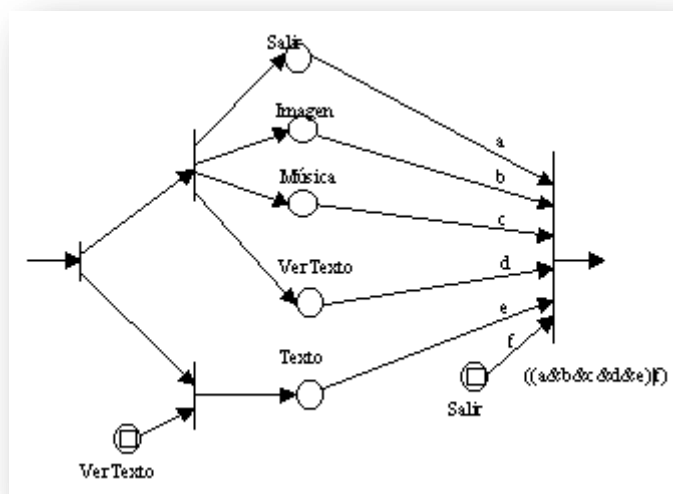 Salir
Imagen
a
b
Música
c
VerTexto
d
e
Texto
f
((a&b&c&d&e)|f)
Salir
VerTexto